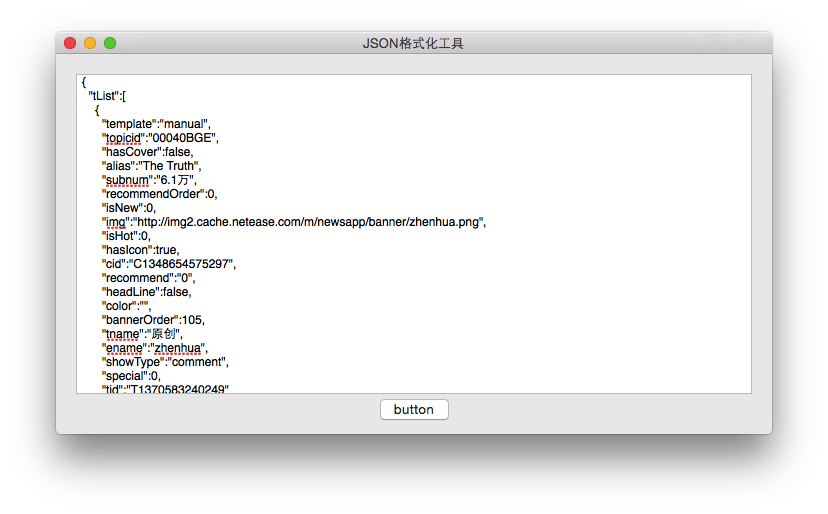 JSON格式化工具
{
"tList":[
{
"template":"manual",
"topicid":"00040BGE",
"hasCover":false,
"alias":"The Truth",
"subnum":"6.1万",
"recommendOrder":0,
"isNew":0,
"img":"http://img2.cache.netease.com/m/newsapp/banner/zhenhua.png",
"isHot":0,
"hasIcon":true,
"cid":"C1348654575297",
"recommend":"0",
"headLine":false,
"color":"",
"bannerOrder":105,
"tname":"原创",
"ename":"zhenhua",
"showType":"comment",
"special":0,
"tid":"T1370583240249"
button